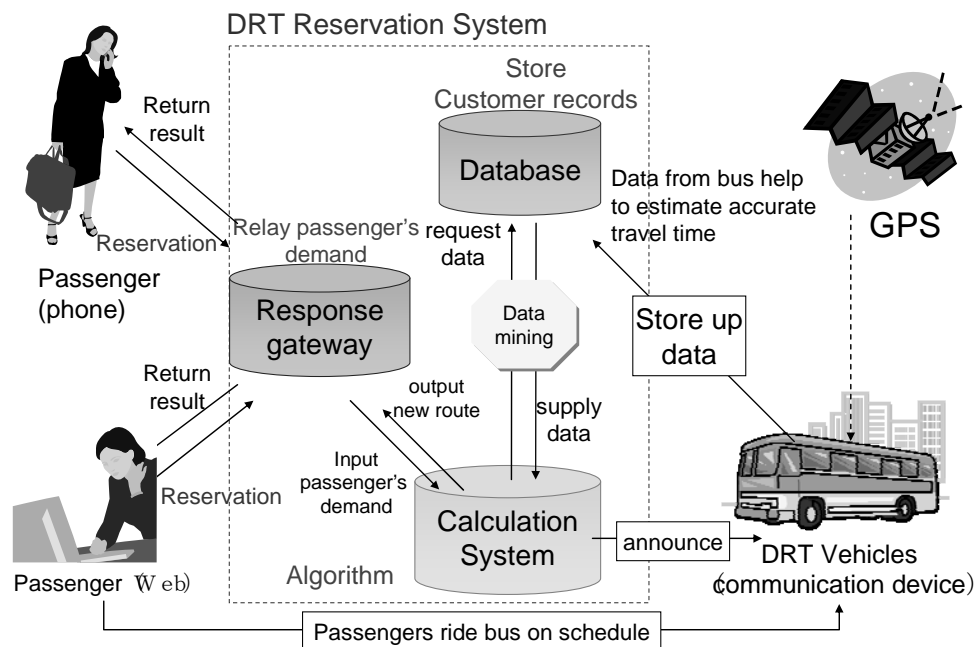 DRT Reservation System
Store
Customer records
Database
Return
result
Reservation
Passenger
(phone)
Relay passenger's
demand
Response
gateway
request
data
Data
mining
Data from bus help
to estimate accurate
travel time
GPS
Store up
data
Return
result
output
new route
supply
data
Input
passenger's
demand
Reservation
Calculation
System
Algorithm
announce
Passenger (Web)
DRT Vehicles
(communication device)
Passengers ride bus on schedule